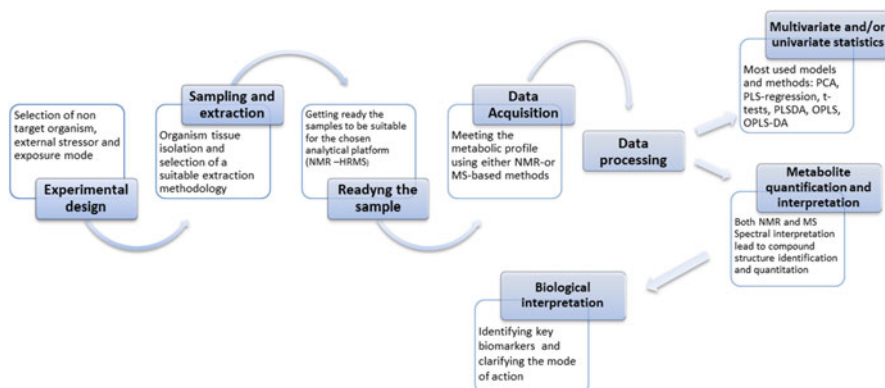 Selection of non
target organism,
external stressor and
exposure mode
Experimental
design
Sampling and
extraction
Organism tissue
isolation and
selection of a
suitable extraction
methodology
Getting ready the
samples to be suitable
for the chosen
analytical platform
(NMR –HRMS)
Readyng the
sample
Data
Acquisition
Meeting the
metabolic profile
using either NMR-or
MS-based methods
Data
processing
Multivariate and/or
univariate statistics
Most used models
and methods: PCA,
PLS-regression, t-
tests, PLSDA, OPLS,
OPLS-DA
Metabolite
quantification and
interpretation
Both NMR and MS
Spectral interpretation
lead to compound
structure identification
and quantitation
Biological
interpretation
Identifying key
biomarkers and
clarifying the mode
of action